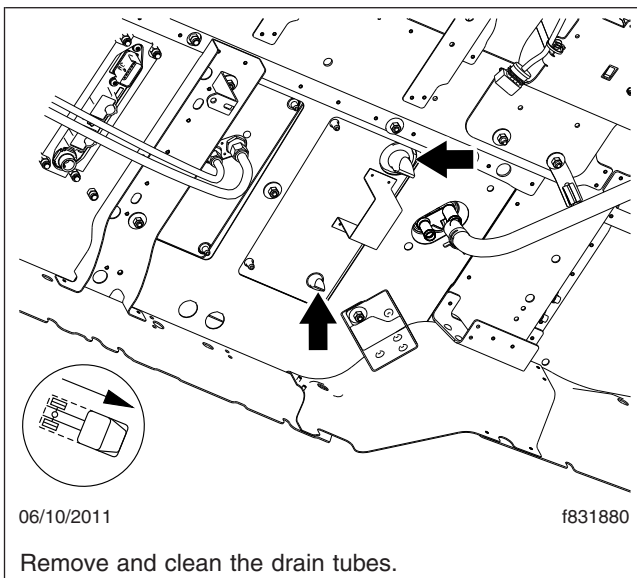 06/10/2011 f831880
Remove and clean the drain tubes.